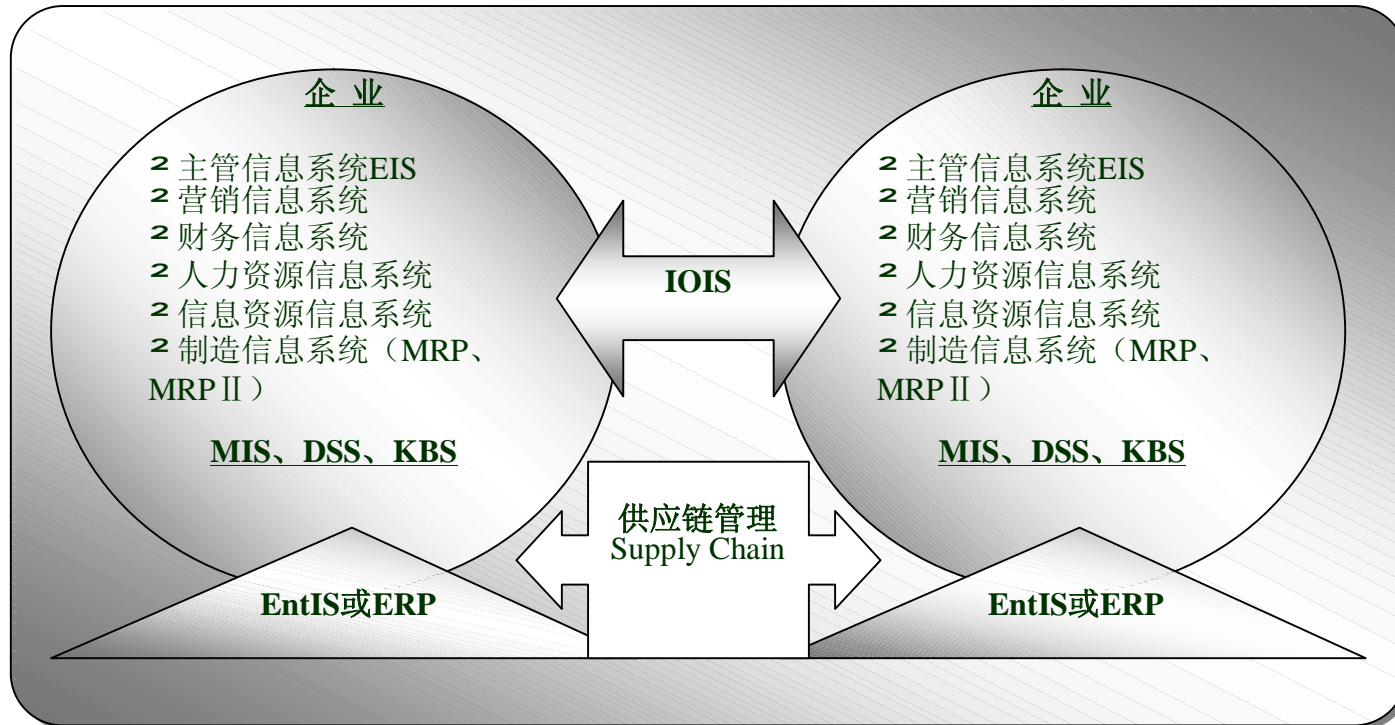 企 业
2 主管信息系统EIS
2 营销信息系统
2 财务信息系统
2 人力资源信息系统
2 信息资源信息系统
2 制造信息系统（MRP、
MRPⅡ）
MIS、DSS、KBS
EntIS或ERP
IOIS
供应链管理
Supply Chain
企 业
2 主管信息系统EIS
2 营销信息系统
2 财务信息系统
2 人力资源信息系统
2 信息资源信息系统
2 制造信息系统（MRP、
MRPⅡ）
MIS、DSS、KBS
EntIS或ERP